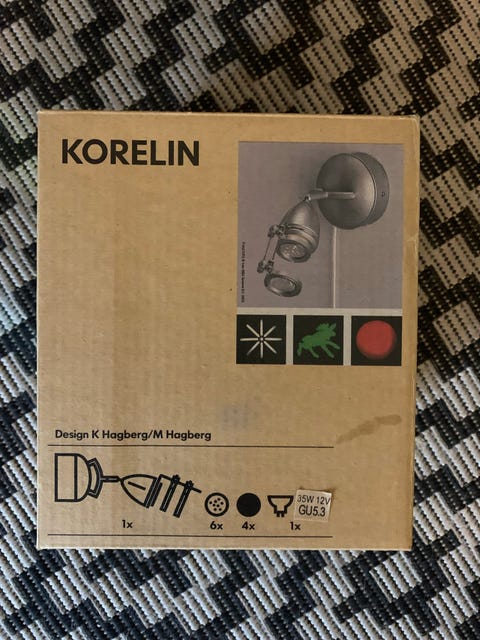 KORELIN
Design K Hagberg/M Hagberg
1x
6x
4x
1x
35W 12V
GU5.3